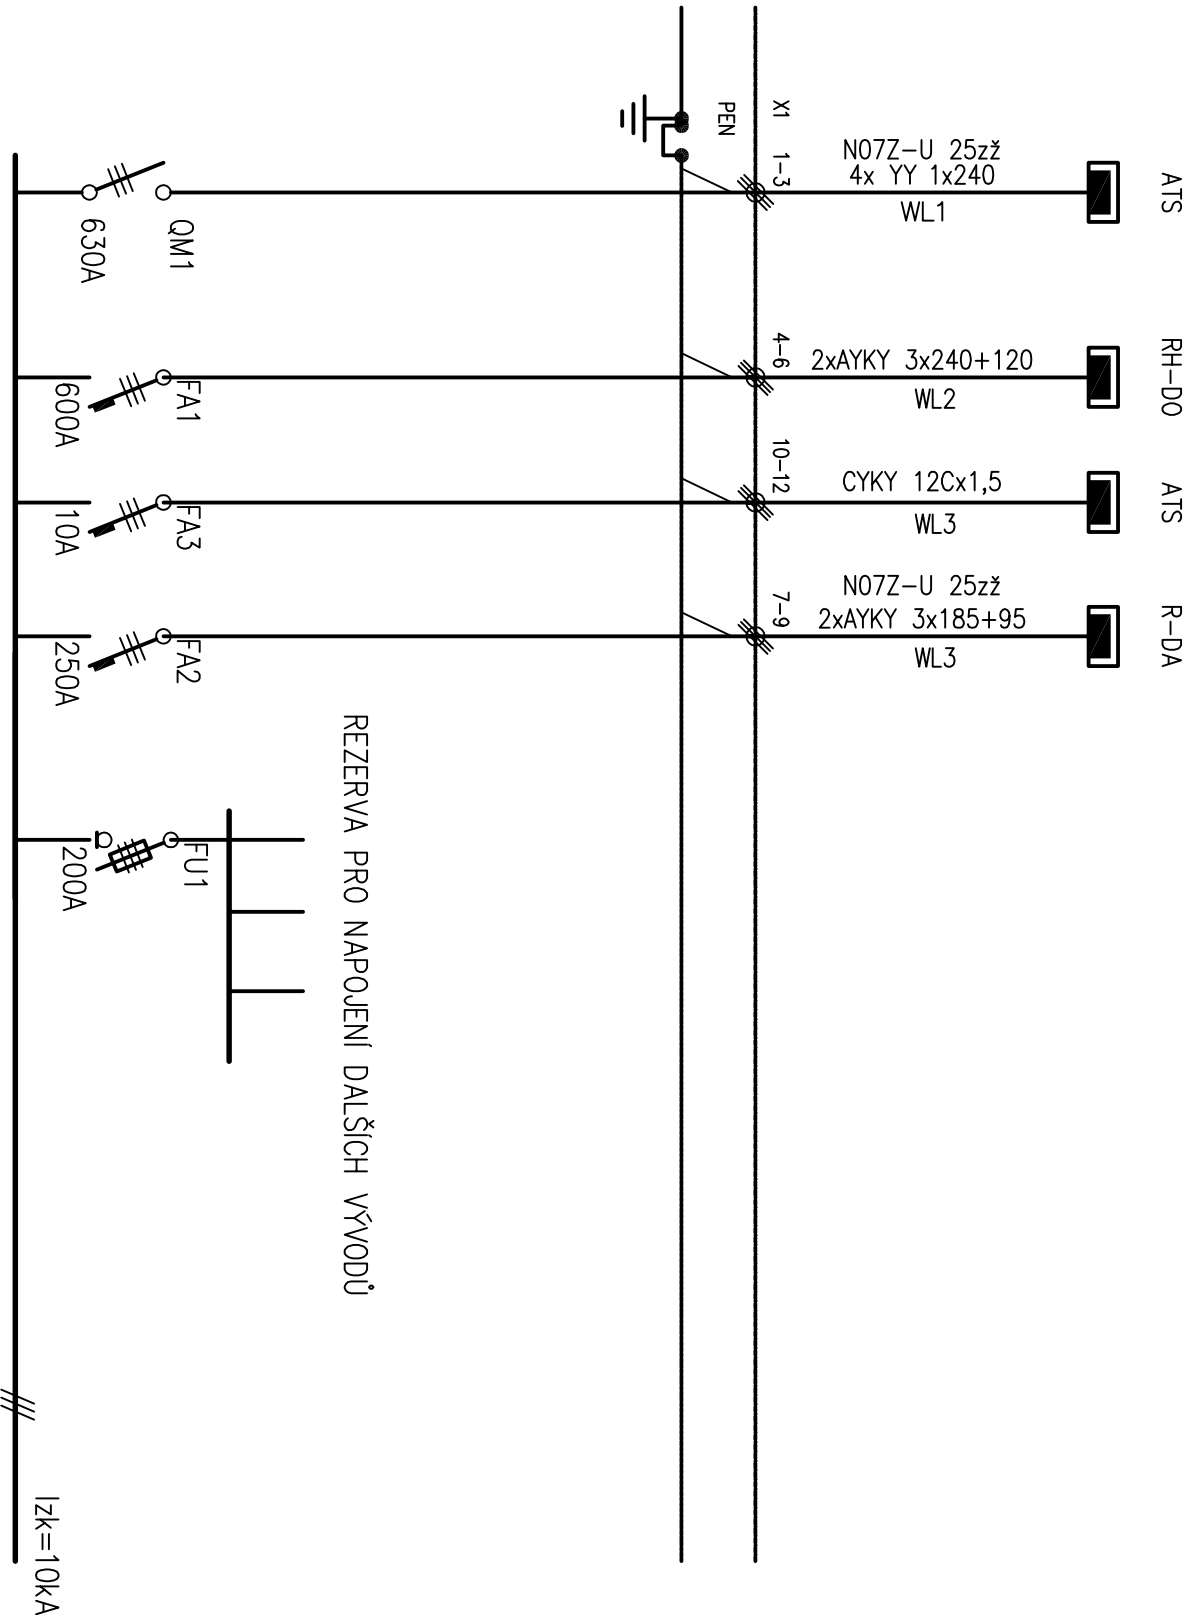 X1
PEN
1-3
N07Z-U 25zž
4x YY 1x240
WL1
ATS
QM1
630A
4-6
2xAYKY 3x240+120
WL2
RH-DO
FA1
600A
10-12
CYKY 12Cx1,5
WL3
ATS
FA3
10A
7-9
N07Z-U 25zž
2xAYKY 3x185+95
WL3
R-DA
FA2
250A
FU1
200A
REZERVA PRO NAPOJENÍ DALŠÍCH VÝVODŮ
Izk=10kA